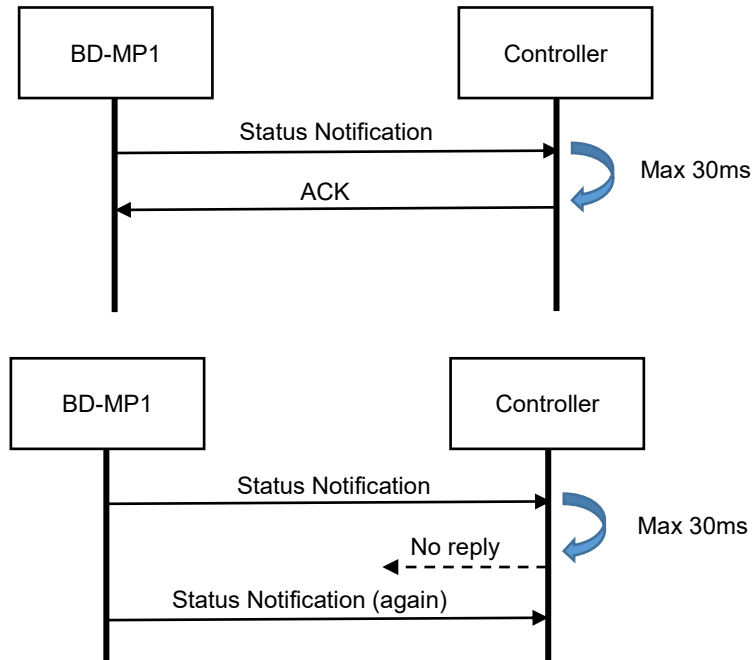 BD-MP1
Controller
Status Notification
Max 30ms
ACK
BD-MP1
Controller
Status Notification
Max 30ms
No reply
Status Notification (again)